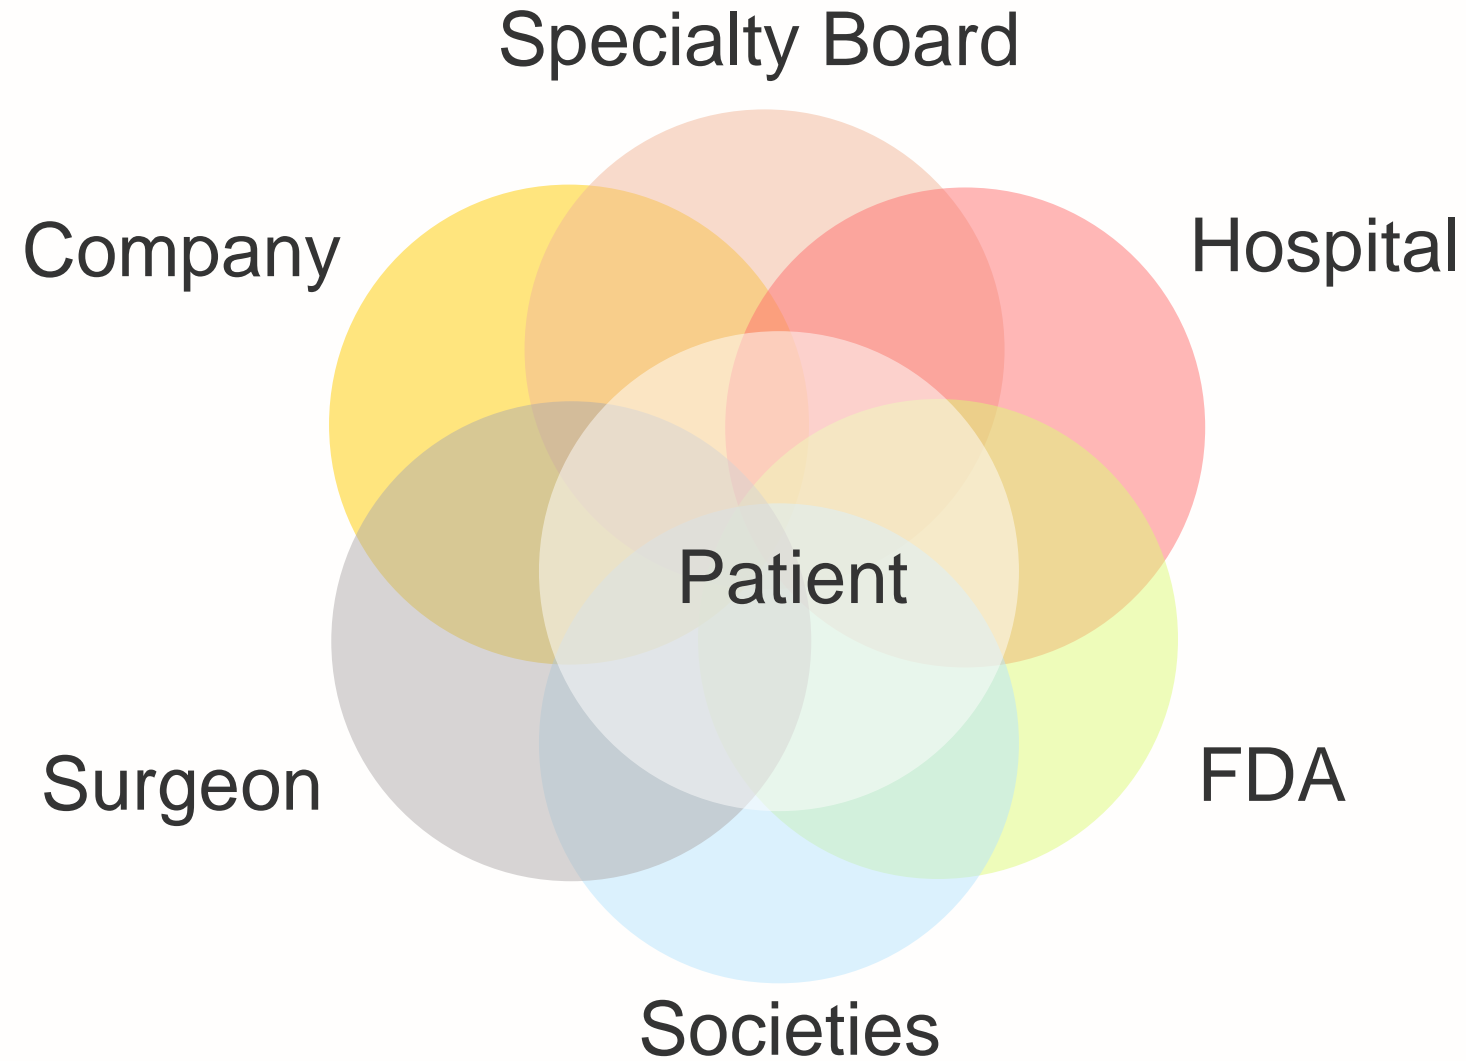 Specialty Board
Company
Hospital
Patient
Surgeon
FDA
Societies